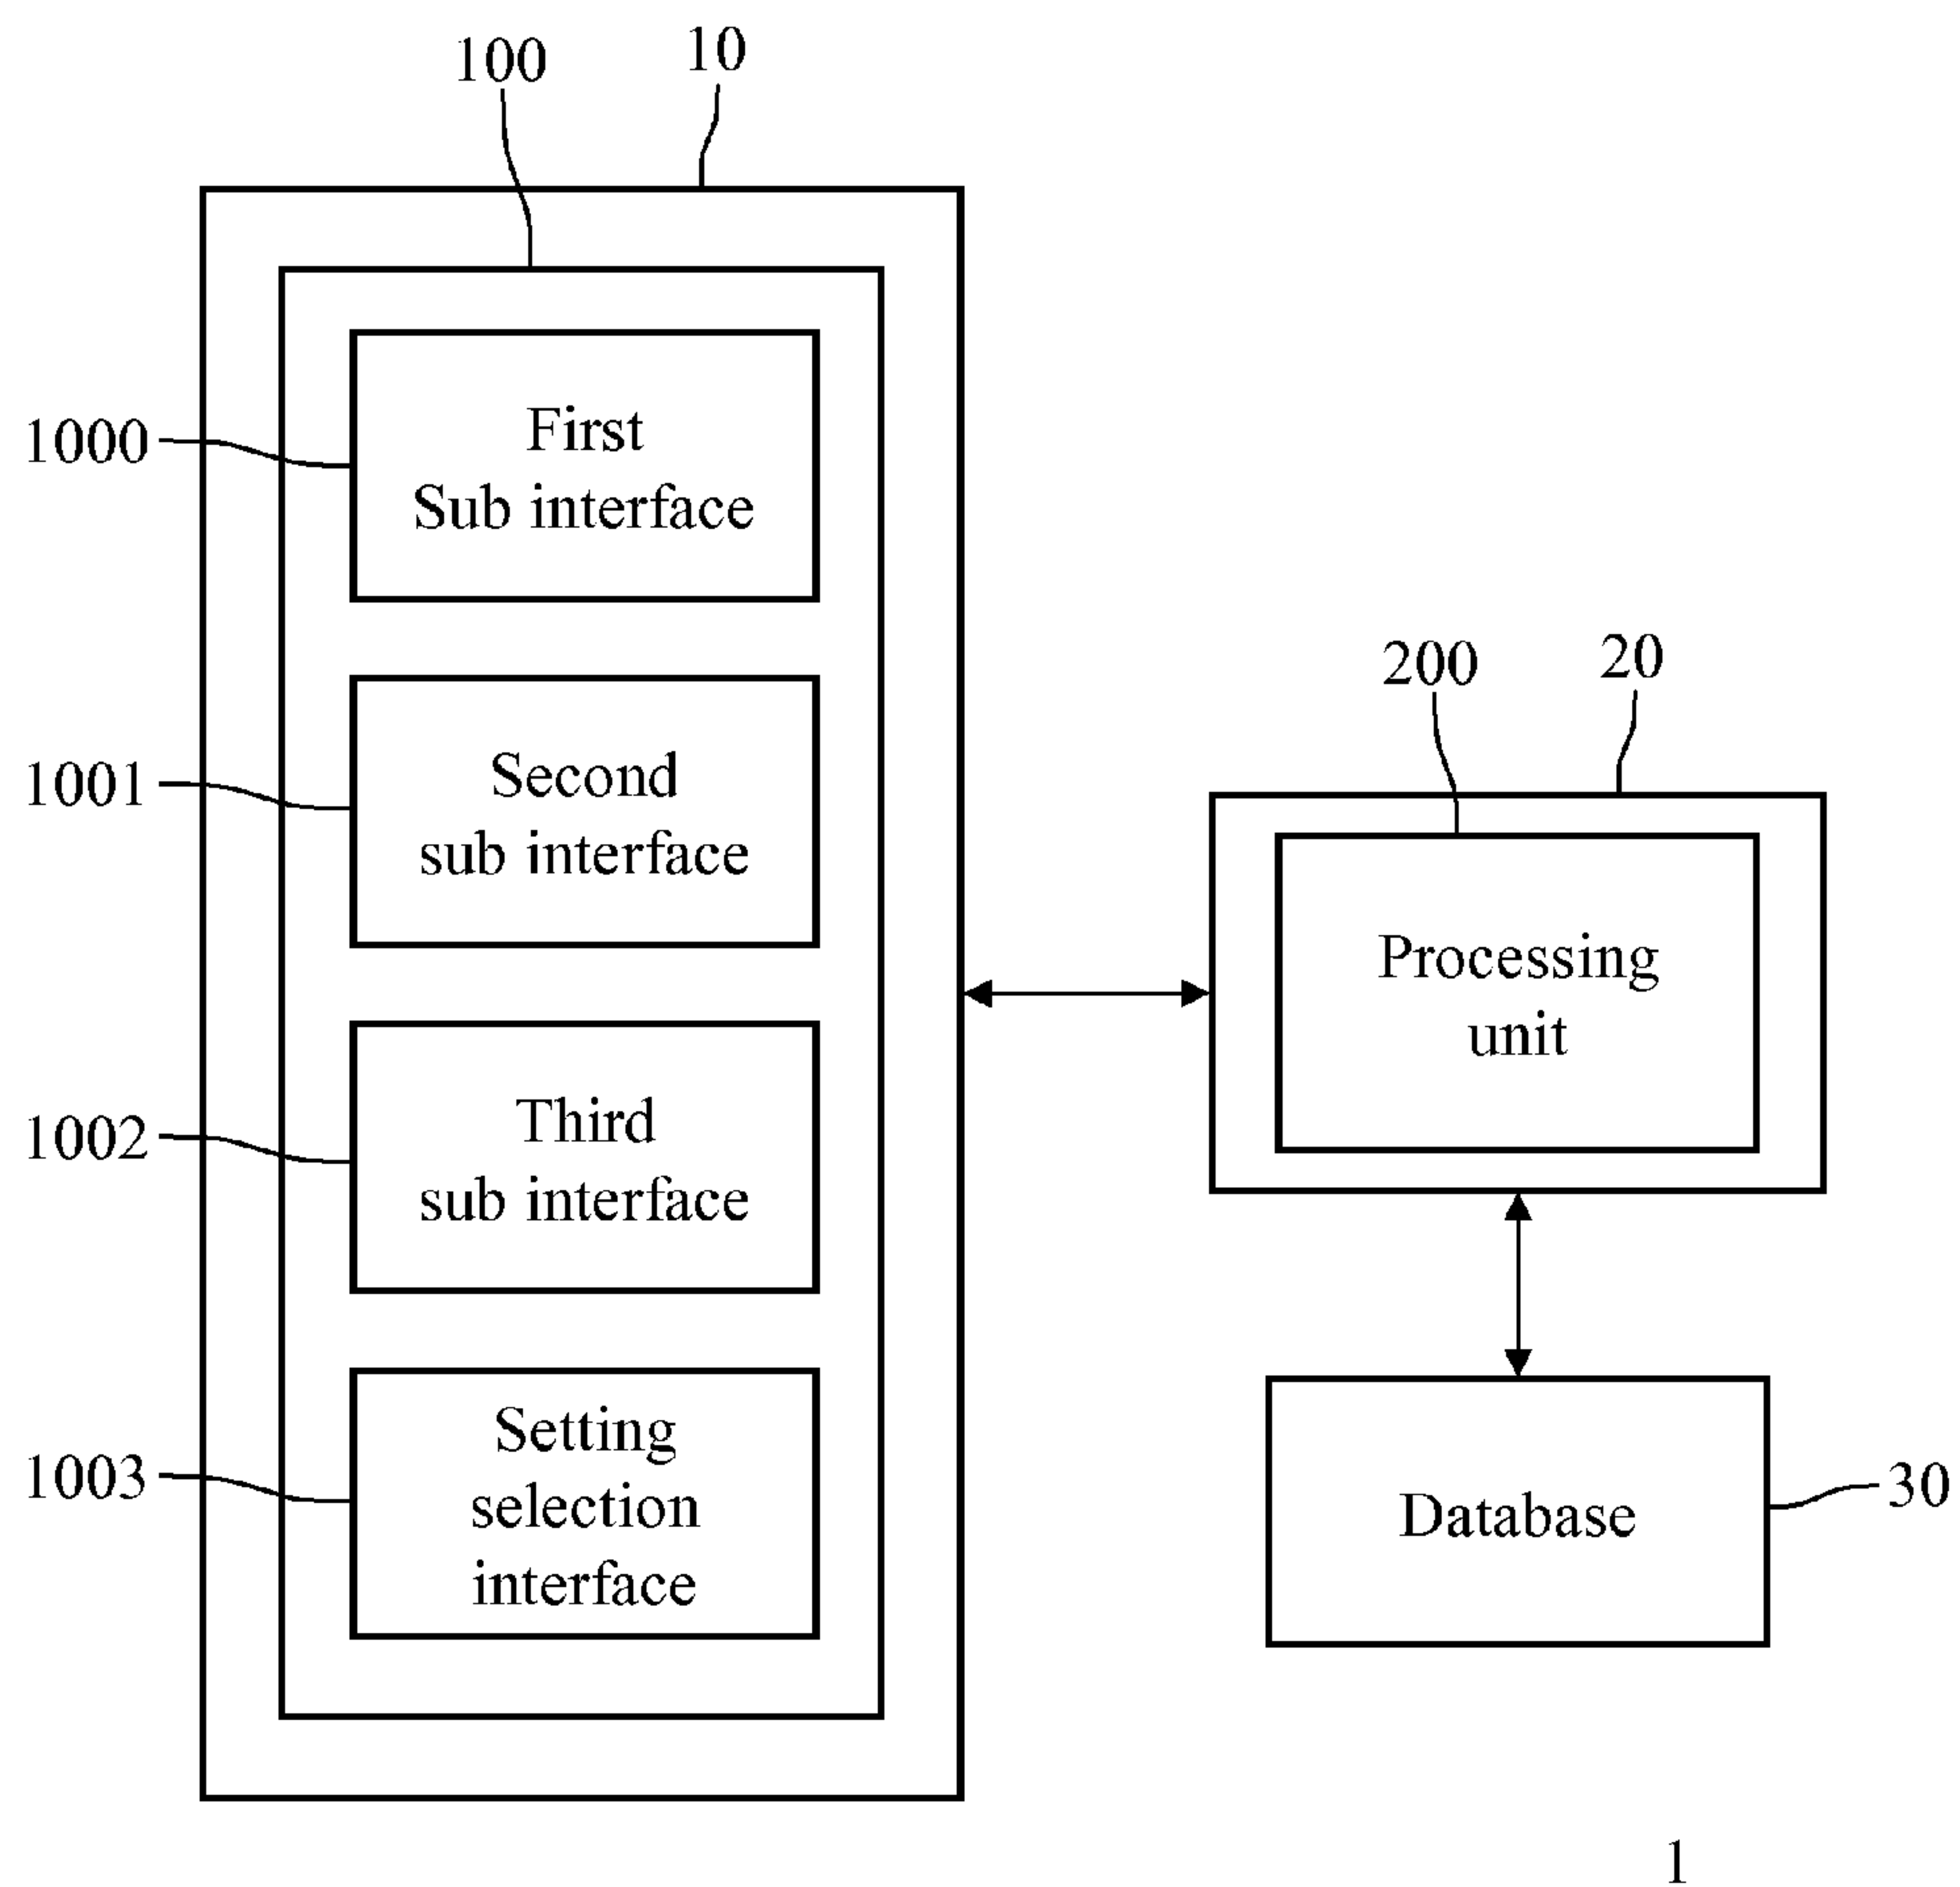 100
10
1000
First
Sub interface
1001
Second
sub interface
1002
Third
sub interface
1003
Setting
selection
interface
200
20
Processing
unit
Database
30
1